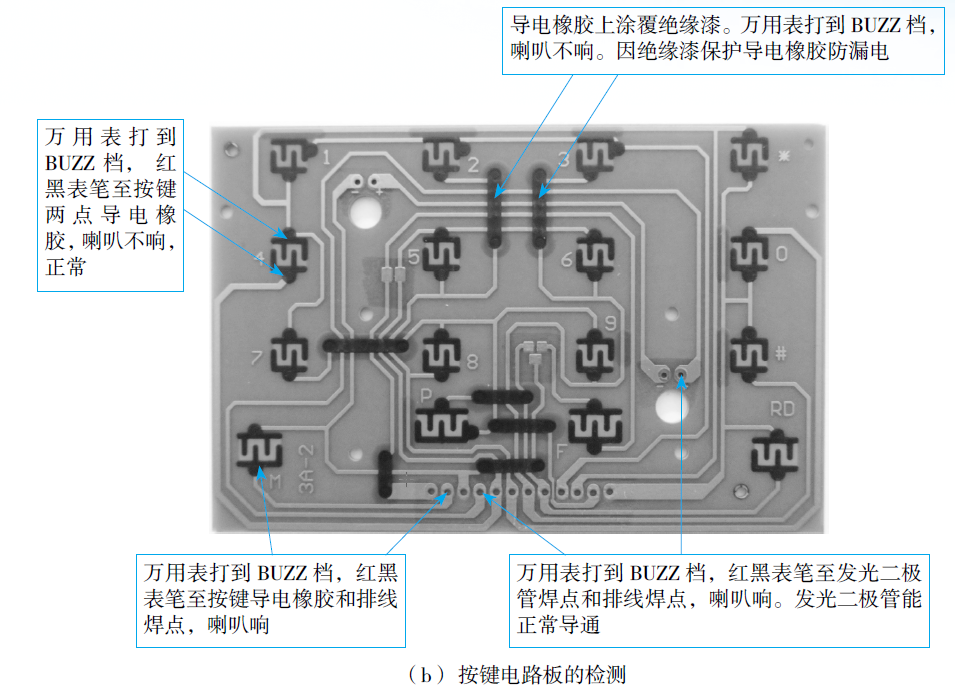 导电橡胶上涂覆绝缘漆。万用表打到 BUZZ 档，
喇叭不响。因绝缘漆保护导电橡胶防漏电
万用表打到
BUZZ 档，红
黑表笔至按键
两点导电橡
胶，喇叭不响，
正常
1
2
3
※
- +
4
5
6
0
7
8
9
#
P
RD
M
3A-2
F
万用表打到 BUZZ 档，红黑
表笔至按键导电橡胶和排线
焊点，喇叭响
万用表打到 BUZZ 档，红黑表笔至发光二极
管焊点和排线焊点，喇叭响。发光二极管能
正常导通
（b）按键电路板的检测